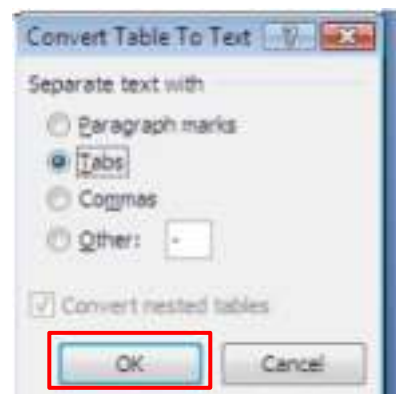 Convert Table To Text
Separate text with
Paragraph marks
Tabs
Commas
Other: -
Convert nested tables
OK Cancel